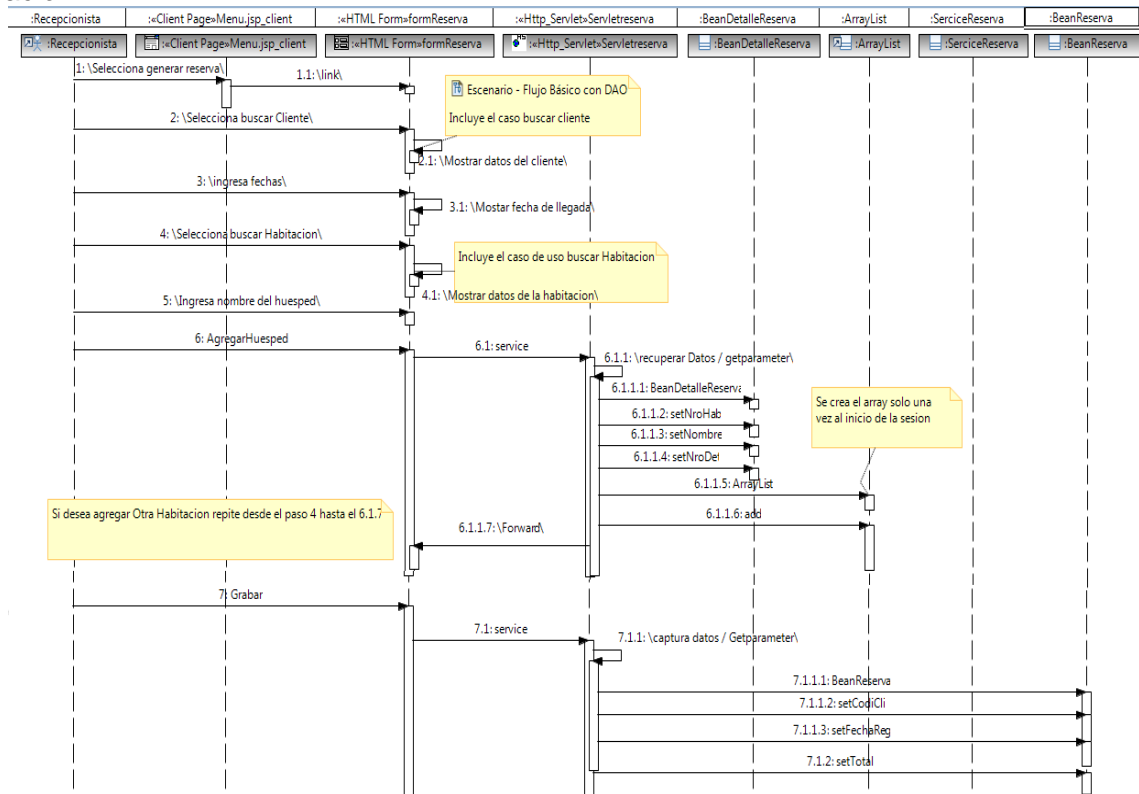 :Recepcionista
:«Client Page»Menu.jsp_client
:«HTML Form»formReserva
:«Http_Servlet»Servletreserva
:BeanDetalleReserva
:ArrayList
:SerciceReserva
:BeanReserva
:Recepcionista
:«Client Page»Menu.jsp_client
:«HTML Form»formReserva
:«Http_Servlet»Servletreserva
:BeanDetalleReserva
:ArrayList
:SerciceReserva
:BeanReserva
1: \Selecciona generar reserva\
1.1: \link\
Escenario - Flujo Básico con DAO
Incluye el caso buscar cliente
2: \Selecciona buscar Cliente\
2.1: \Mostrar datos del cliente\
3: \ingresa fechas\
3.1: \Mostar fecha de llegada\
4: \Selecciona buscar Habitacion\
Incluye el caso de uso buscar Habitacion
4.1: \Mostrar datos de la habitacion\
5: \Ingresa nombre del huesped\
6: AgregarHuesped
6.1: service
6.1.1: \recuperar Datos / getparameter\
6.1.1.1: BeanDetalleReserva
Se crea el array solo una
vez al inicio de la sesion
6.1.1.2: setNroHab
6.1.1.3: setNombre
6.1.1.4: setNroDet
6.1.1.5: ArrayList
Si desea agregar Otra Habitacion repite desde el paso 4 hasta el 6.1.7
6.1.1.6: add
6.1.1.7: \Forward\
7: Grabar
7.1: service
7.1.1: \captura datos / Getparameter\
7.1.1.1: BeanReserva
7.1.1.2: setCodiCli
7.1.1.3: setFechaReg
7.1.2: setTotal